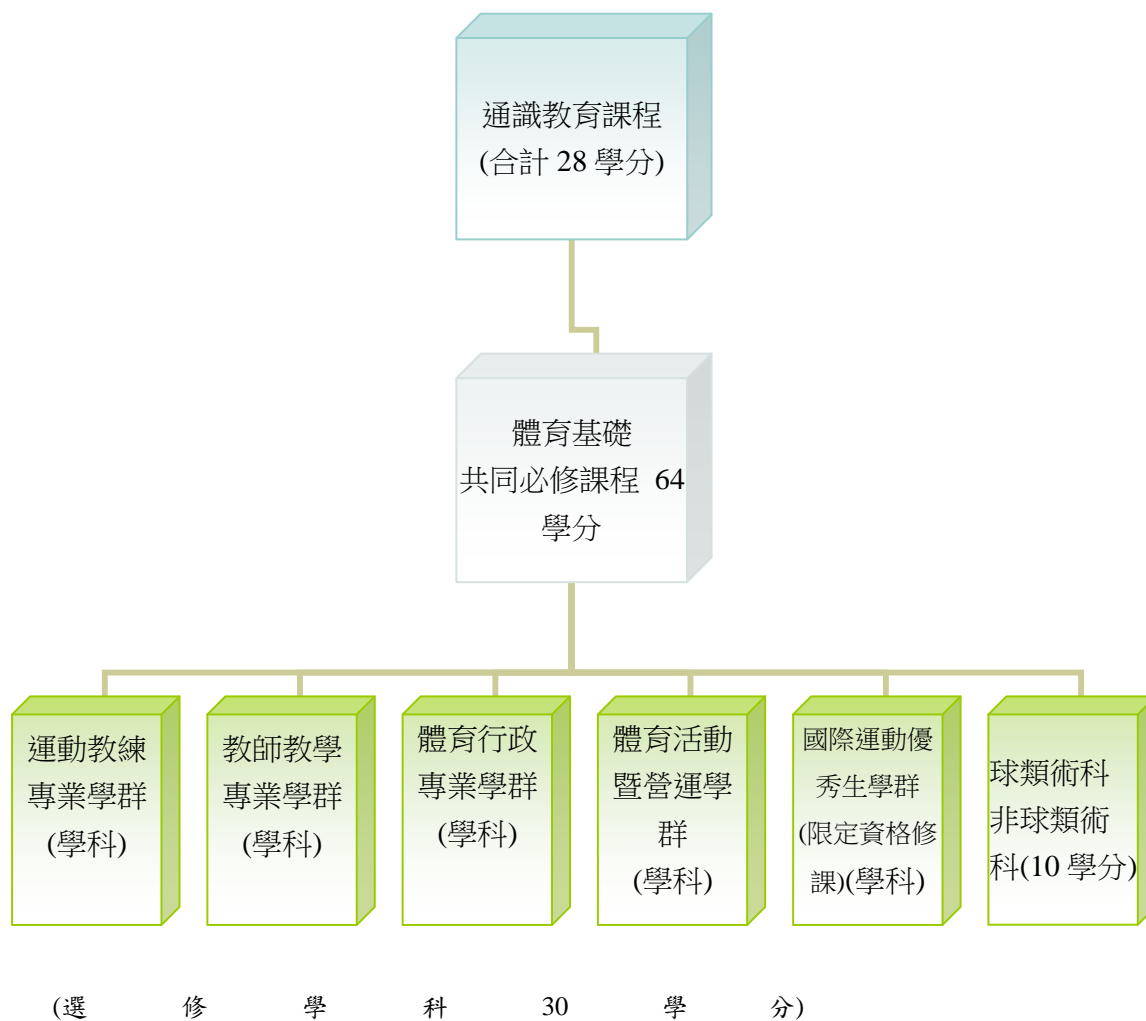 通識教育課程
(合計 28 學分)
體育基礎
共同必修課程 64
學分
運動教練
專業學群
(學科)
教師教學
專業學群
(學科)
體育行政
專業學群
(學科)
體育活動
暨營運學
群
(學科)
國際運動優
秀生學群
(限定資格修
課)(學科)
球類術科
非球類術
科(10 學分)
(選 修 學 科 30 學 分)